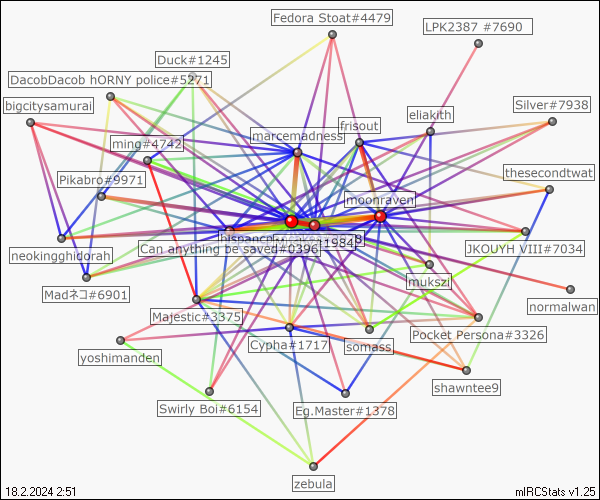 Fedora Stoat#4479
LPK2387 #7690
Duck#1245
DacobDacob hORNY police#5271
bigcitysamurai
Silver#7938
eliakith
frisout
marcemadness
ming#4742
thesecondtwat
Pikabro#9971
moonraven
neokingghidorah
Can anything be saved#0396
JKOUYH VIII#7034
mukszi
Madネコ#6901
normalwan
Majestic#3375
Pocket Persona#3326
Cypha#1717
somass
yoshimanden
shawntee9
Swirly Boi#6154
Eg.Master#1378
zebula
18.2.2024 2:51
mIRCStats v1.25